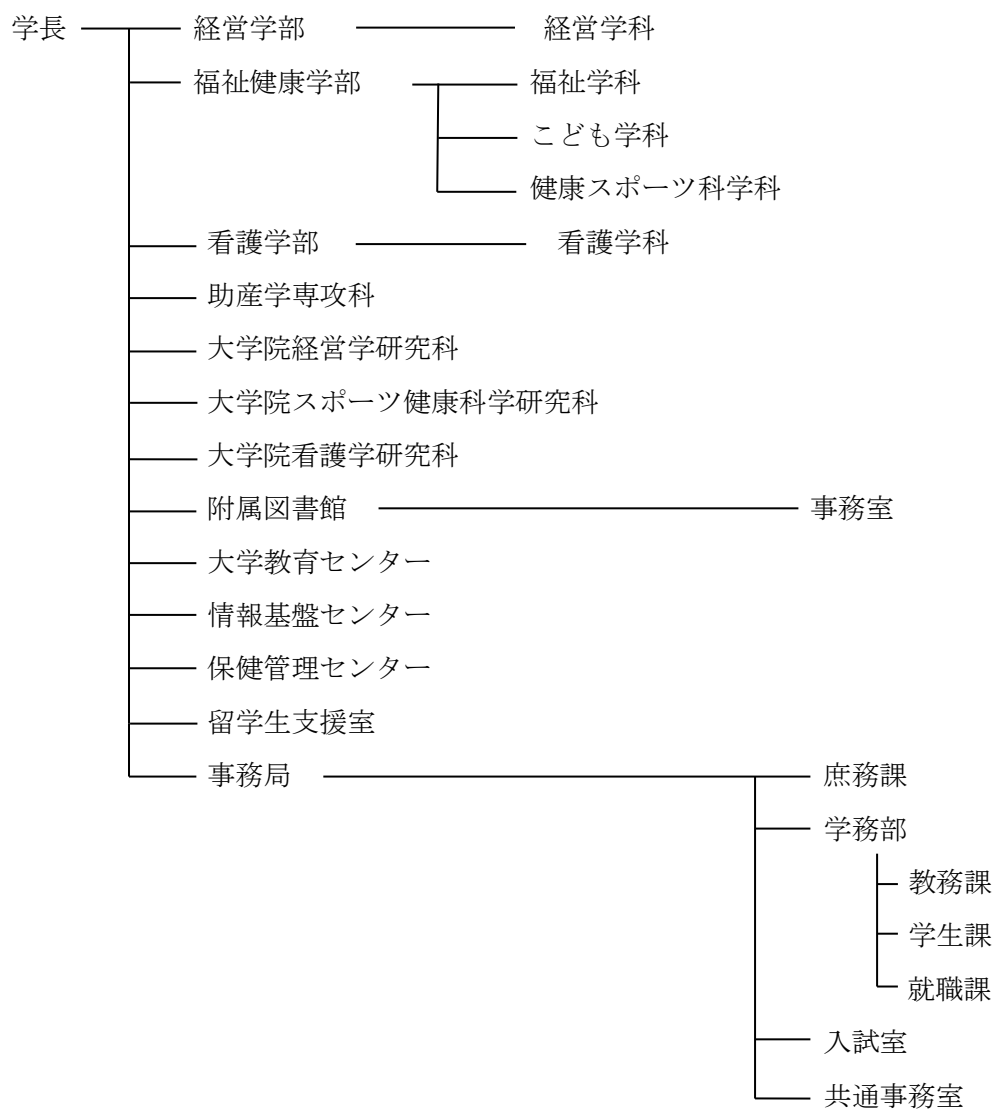 学長 経営学部 経営学科
福祉健康学部 福祉学科
こども学科
健康スポーツ科学科
看護学部 看護学科
助産学専攻科
大学院経営学研究科
大学院スポーツ健康科学研究科
大学院看護学研究科
附属図書館 事務室
大学教育センター
情報基盤センター
保健管理センター
留学生支援室
事務局 庶務課
学務部
教務課
学生課
就職課
入試室
共通事務室